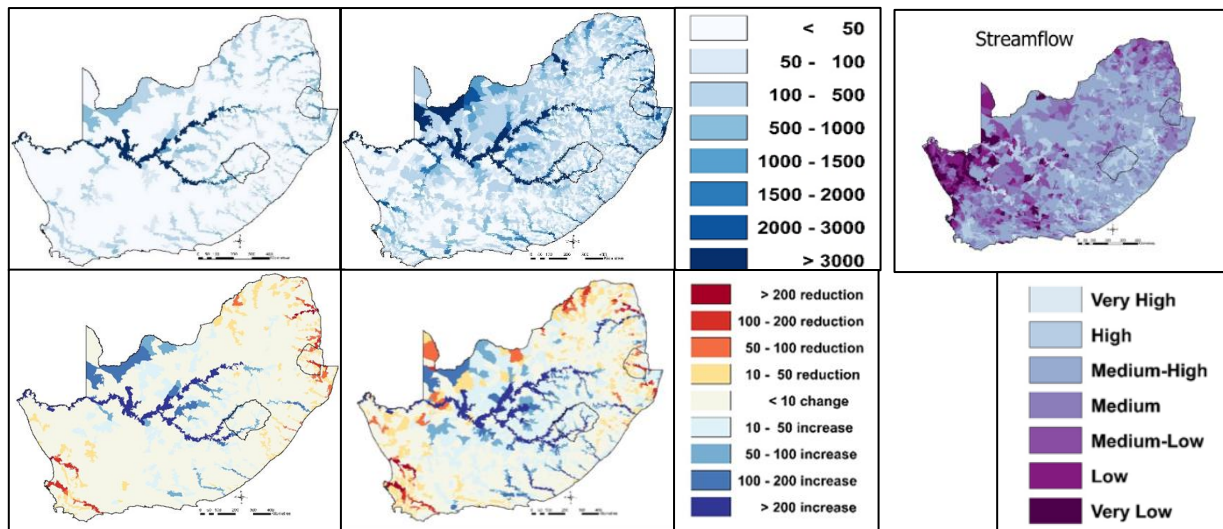 < 50
50 - 100
100 - 500
500 - 1000
1000 - 1500
1500 - 2000
2000 - 3000
> 3000
Streamflow
> 200 reduction
100 - 200 reduction
50 - 100 reduction
10 - 50 reduction
< 10 change
10 - 50 increase
50 - 100 increase
100 - 200 increase
> 200 increase
Very High
High
Medium-High
Medium
Medium-Low
Low
Very Low